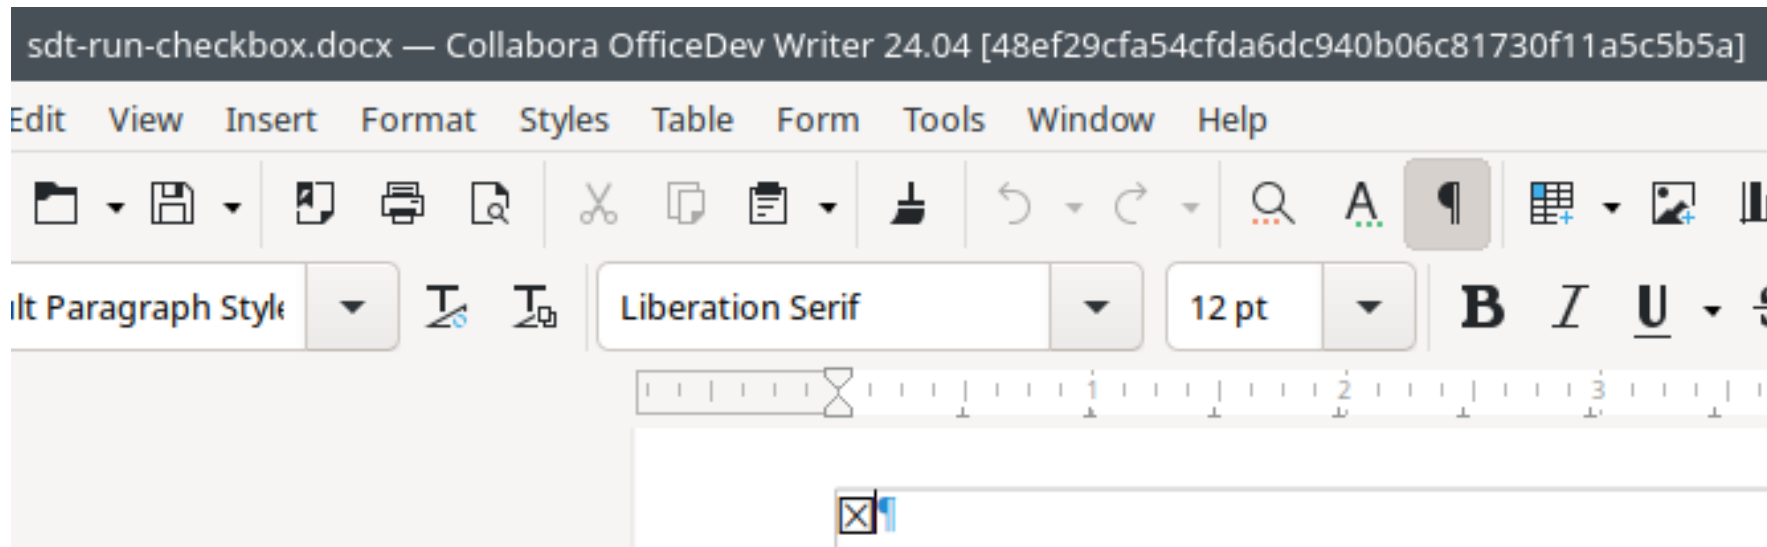 sdt-run-checkbox.docx — Collabora OfficeDev Writer 24.04 [48ef29cfa54cfda6dc940b06c81730f11a5c5b5a]
Edit View Insert Format Styles Table Form Tools Window Help
ult Paragraph Style Liberation Serif 12 pt B I U S
1 2 3
☒¶